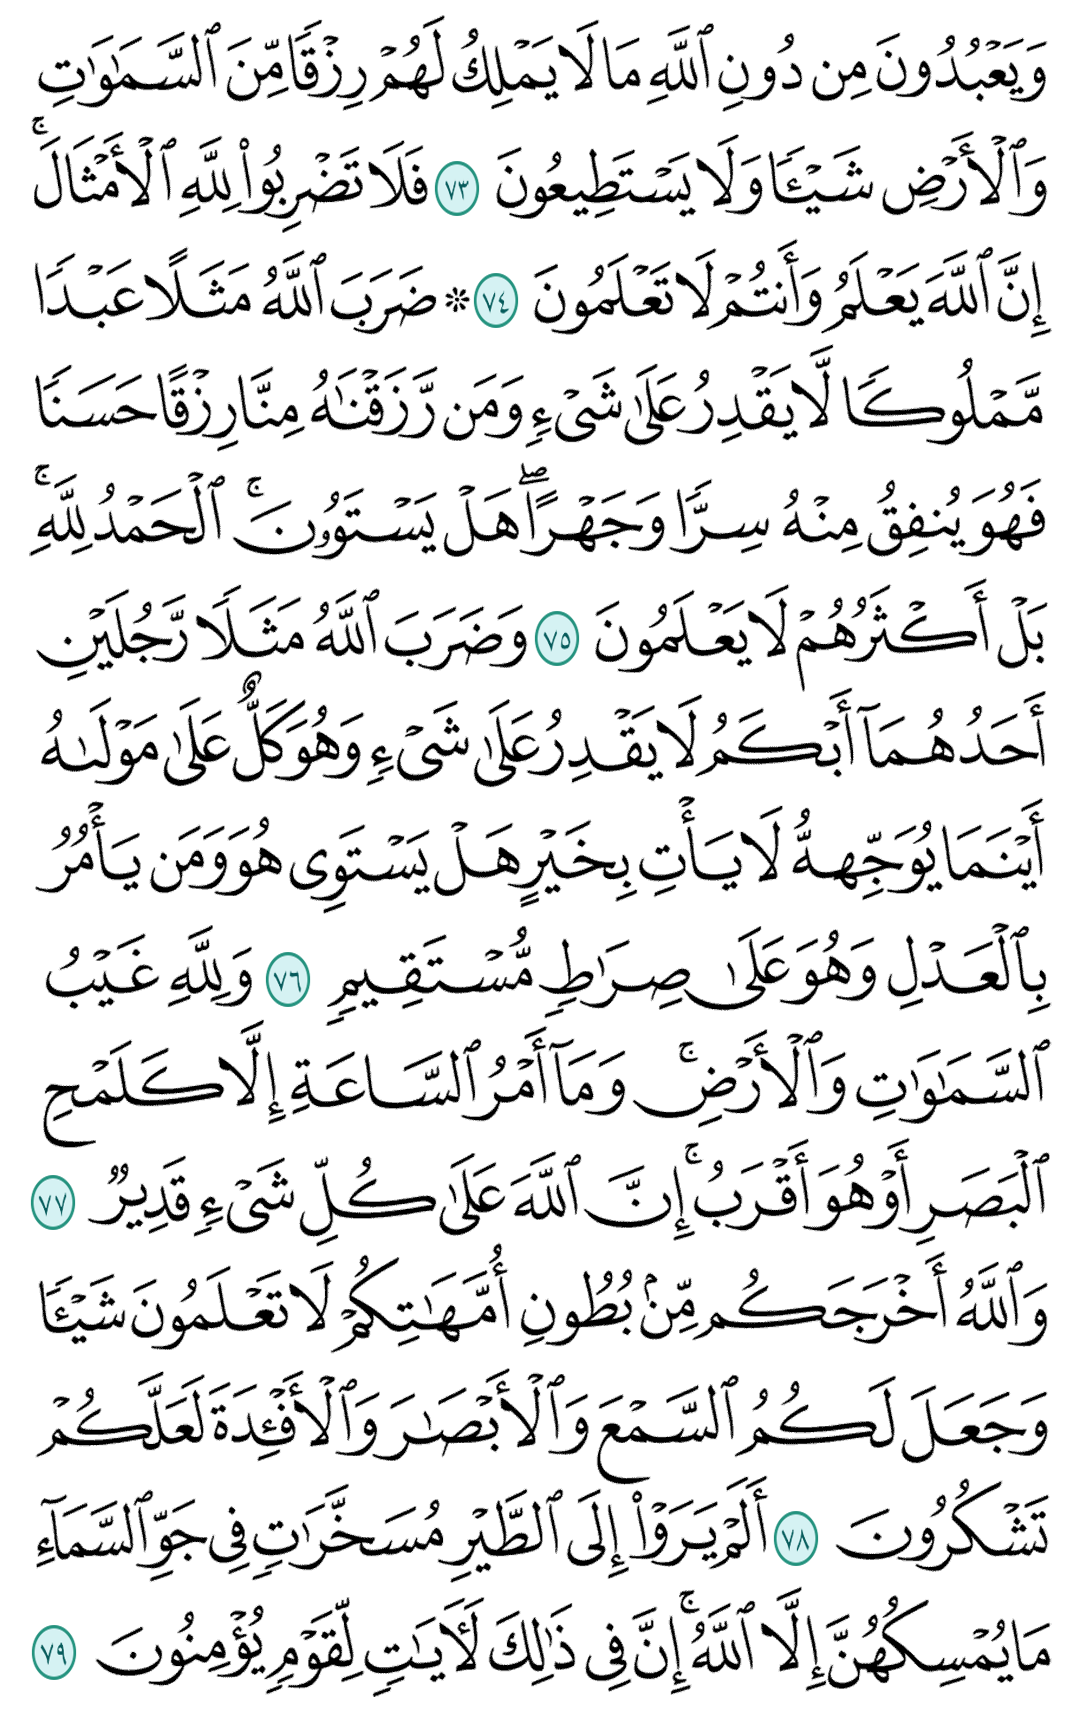 وَيَعْبُدُونَ مِن دُونِ ٱللَّهِ مَا لَا يَمْلِكُ لَهُمْ رِزْقًا مِّنَ ٱلسَّمَٰوَٰتِ
وَٱلْأَرْضِ شَيْـًٔا وَلَا يَسْتَطِيعُونَ ٧٣ فَلَا تَضْرِبُوا۟ لِلَّهِ ٱلْأَمْثَالَ ۚ
إِنَّ ٱللَّهَ يَعْلَمُ وَأَنتُمْ لَا تَعْلَمُونَ ٧٤ ۞ ضَرَبَ ٱللَّهُ مَثَلًا عَبْدًا
مَّمْلُوكًا لَّا يَقْدِرُ عَلَىٰ شَىْءٍ وَمَن رَّزَقْنَٰهُ مِنَّا رِزْقًا حَسَنًا
فَهُوَ يُنفِقُ مِنْهُ سِرًّا وَجَهْرًا ۖ هَلْ يَسْتَوُۥنَ ۚ ٱلْحَمْدُ لِلَّهِ ۚ
بَلْ أَكْثَرُهُمْ لَا يَعْلَمُونَ ٧٥ وَضَرَبَ ٱللَّهُ مَثَلًا رَّجُلَيْنِ
أَحَدُهُمَآ أَبْكَمُ لَا يَقْدِرُ عَلَىٰ شَىْءٍ وَهُوَ كَلٌّ عَلَىٰ مَوْلَىٰهُ
أَيْنَمَا يُوَجِّههُّ لَا يَأْتِ بِخَيْرٍ هَلْ يَسْتَوِى هُوَ وَمَن يَأْمُرُ
بِٱلْعَدْلِ وَهُوَ عَلَىٰ صِرَٰطٍ مُّسْتَقِيمٍ ٧٦ وَلِلَّهِ غَيْبُ
ٱلسَّمَٰوَٰتِ وَٱلْأَرْضِ ۚ وَمَآ أَمْرُ ٱلسَّاعَةِ إِلَّا كَلَمْحِ
ٱلْبَصَرِ أَوْ هُوَ أَقْرَبُ ۚ إِنَّ ٱللَّهَ عَلَىٰ كُلِّ شَىْءٍ قَدِيرٌ ٧٧
وَٱللَّهُ أَخْرَجَكُم مِّنۢ بُطُونِ أُمَّهَٰتِكُمْ لَا تَعْلَمُونَ شَيْـًٔا
وَجَعَلَ لَكُمُ ٱلسَّمْعَ وَٱلْأَبْصَٰرَ وَٱلْأَفْـِٔدَةَ لَعَلَّكُمْ
تَشْكُرُونَ ٧٨ أَلَمْ يَرَوْا۟ إِلَى ٱلطَّيْرِ مُسَخَّرَٰتٍ فِى جَوِّ ٱلسَّمَآءِ
مَا يُمْسِكُهُنَّ إِلَّا ٱللَّهُ ۚ إِنَّ فِى ذَٰلِكَ لَـَٔايَٰتٍ لِّقَوْمٍ يُؤْمِنُونَ ٧٩